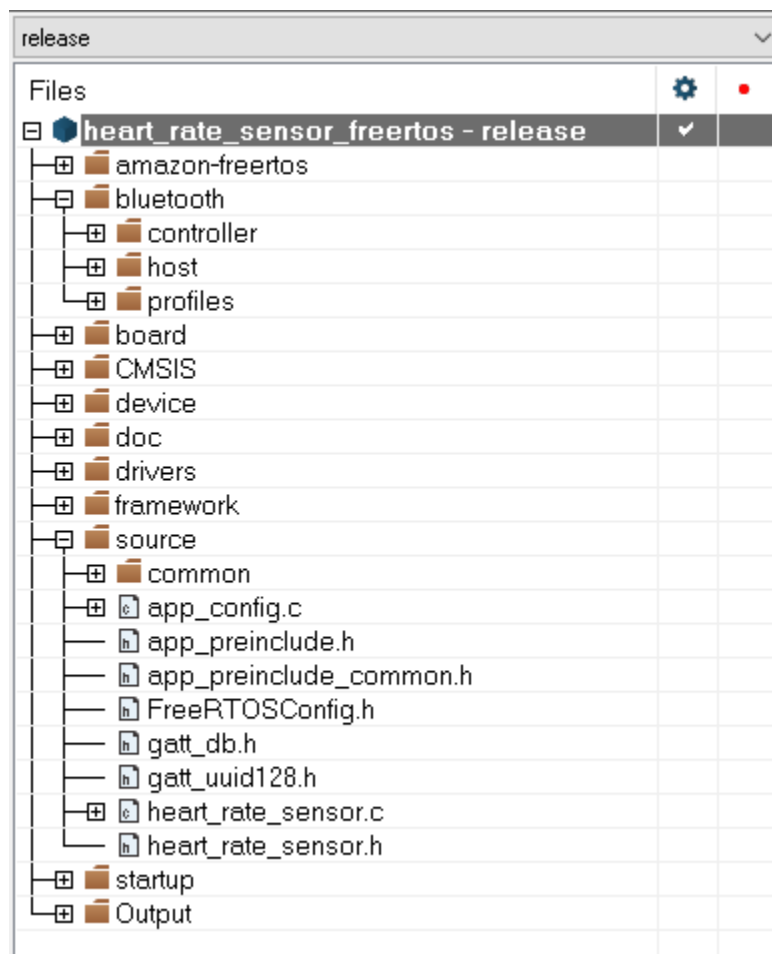 release
Files
heart_rate_sensor_freertos - release
amazon-freertos
bluetooth
controller
host
profiles
board
CMSIS
device
doc
drivers
framework
source
common
app_config.c
app_preinclude.h
app_preinclude_common.h
FreeRTOSConfig.h
gatt_db.h
gatt_uuid128.h
heart_rate_sensor.c
heart_rate_sensor.h
startup
Output